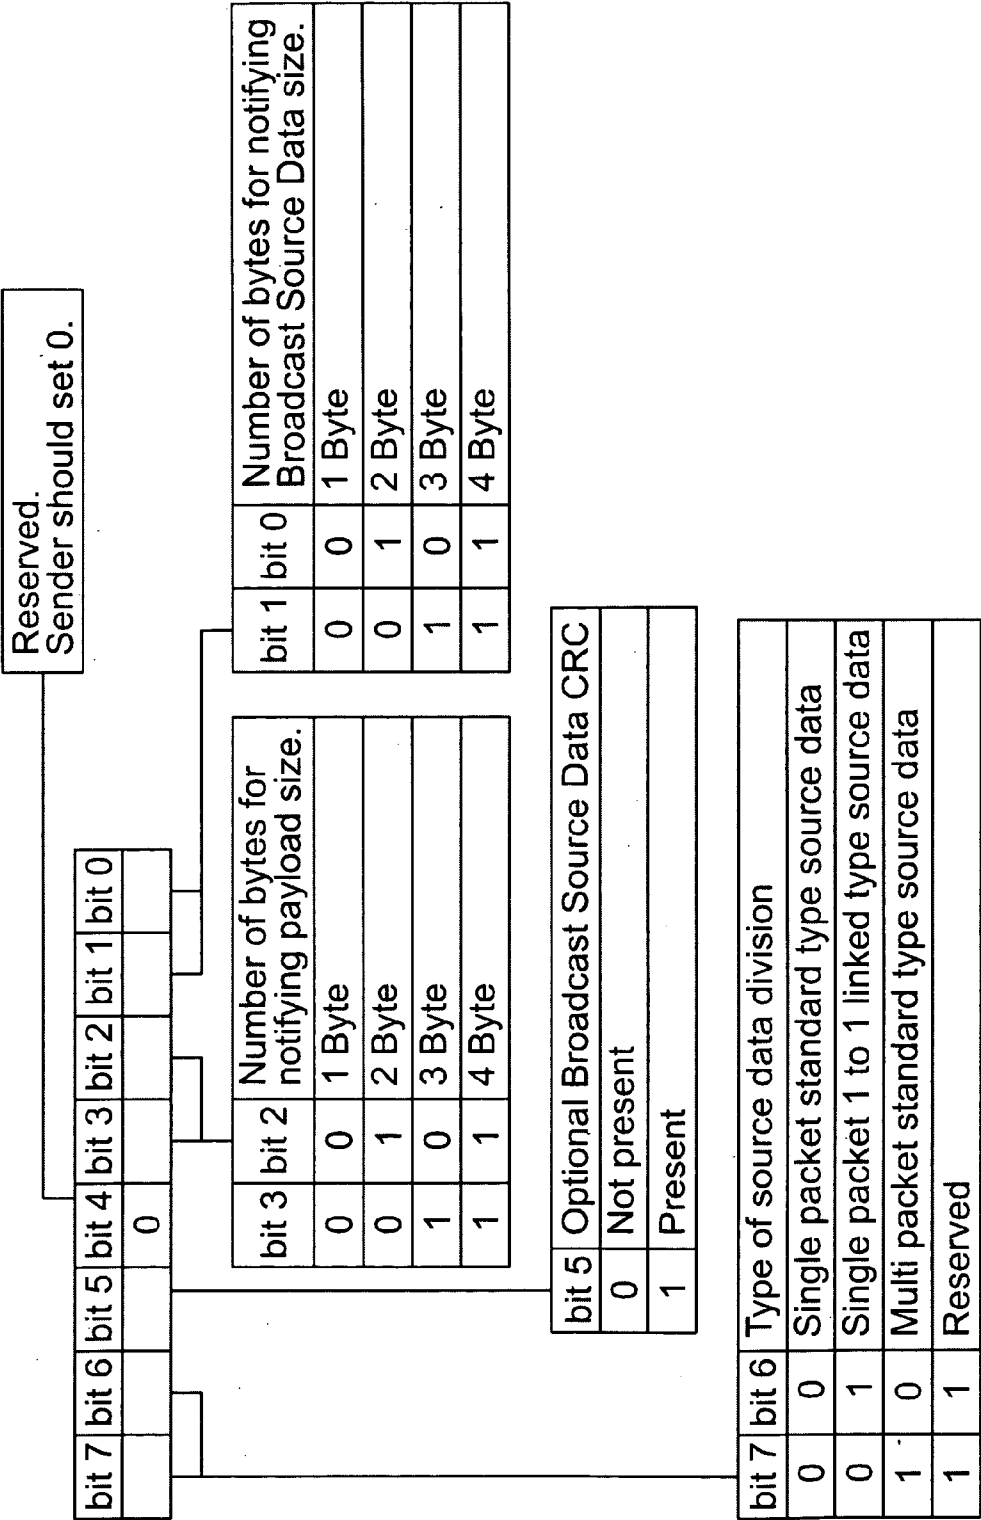 Reserved.
Sender should set 0.
bit 7 bit 6 bit 5 bit 4 bit 3 bit 2 bit 1 bit 0
0
bit 3 bit 2 Number of bytes for
notifying payload size.
0 0 1 Byte
0 1 2 Byte
1 0 3 Byte
1 1 4 Byte
bit 1 bit 0 Number of bytes for notifying
Broadcast Source Data size.
0 0 1 Byte
0 1 2 Byte
1 0 3 Byte
1 1 4 Byte
bit 5 Optional Broadcast Source Data CRC
0 Not present
1 Present
bit 7 bit 6 Type of source data division
0 0 Single packet standard type source data
0 1 Single packet 1 to 1 linked type source data
1 0 Multi packet standard type source data
1 1 Reserved